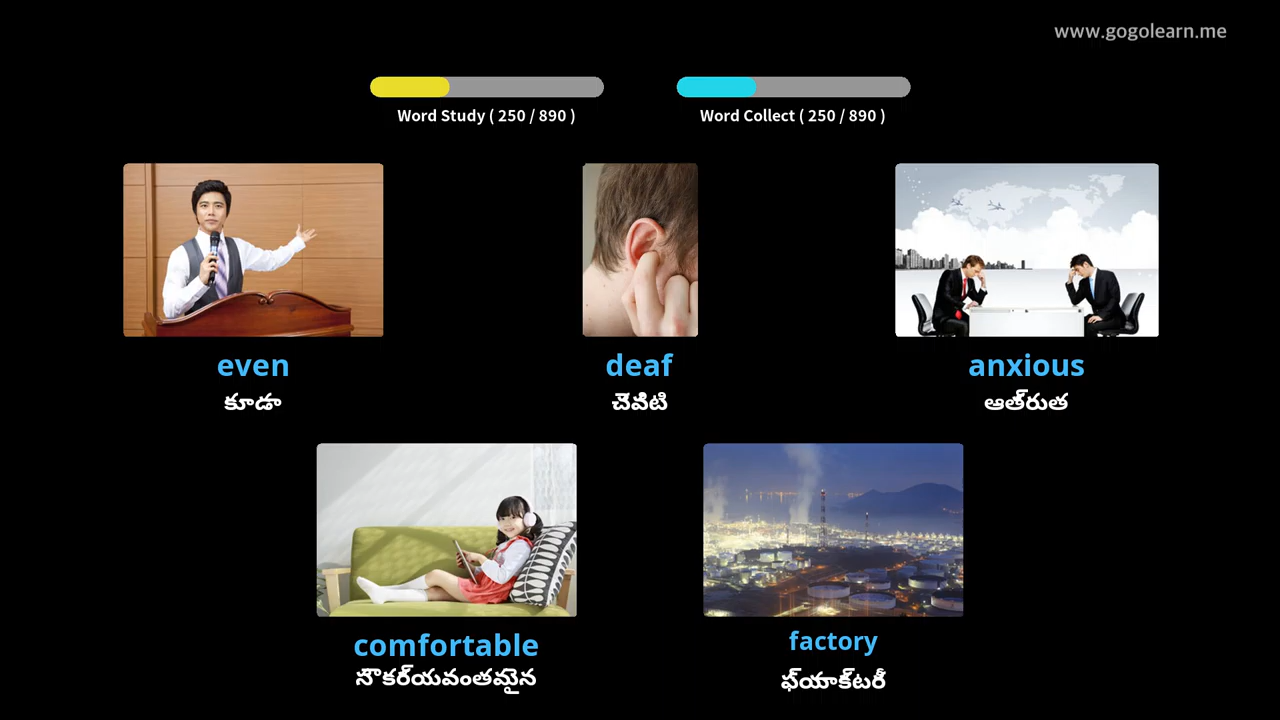 www.gogolearn.me
Word Study ( 250 / 890 )
Word Collect ( 250 / 890 )
even
కూడా
deaf
చెవిటి
anxious
ఆత్రుత
comfortable
సౌకర్యవంతమైన
factory
ఫ్యాక్టరీ